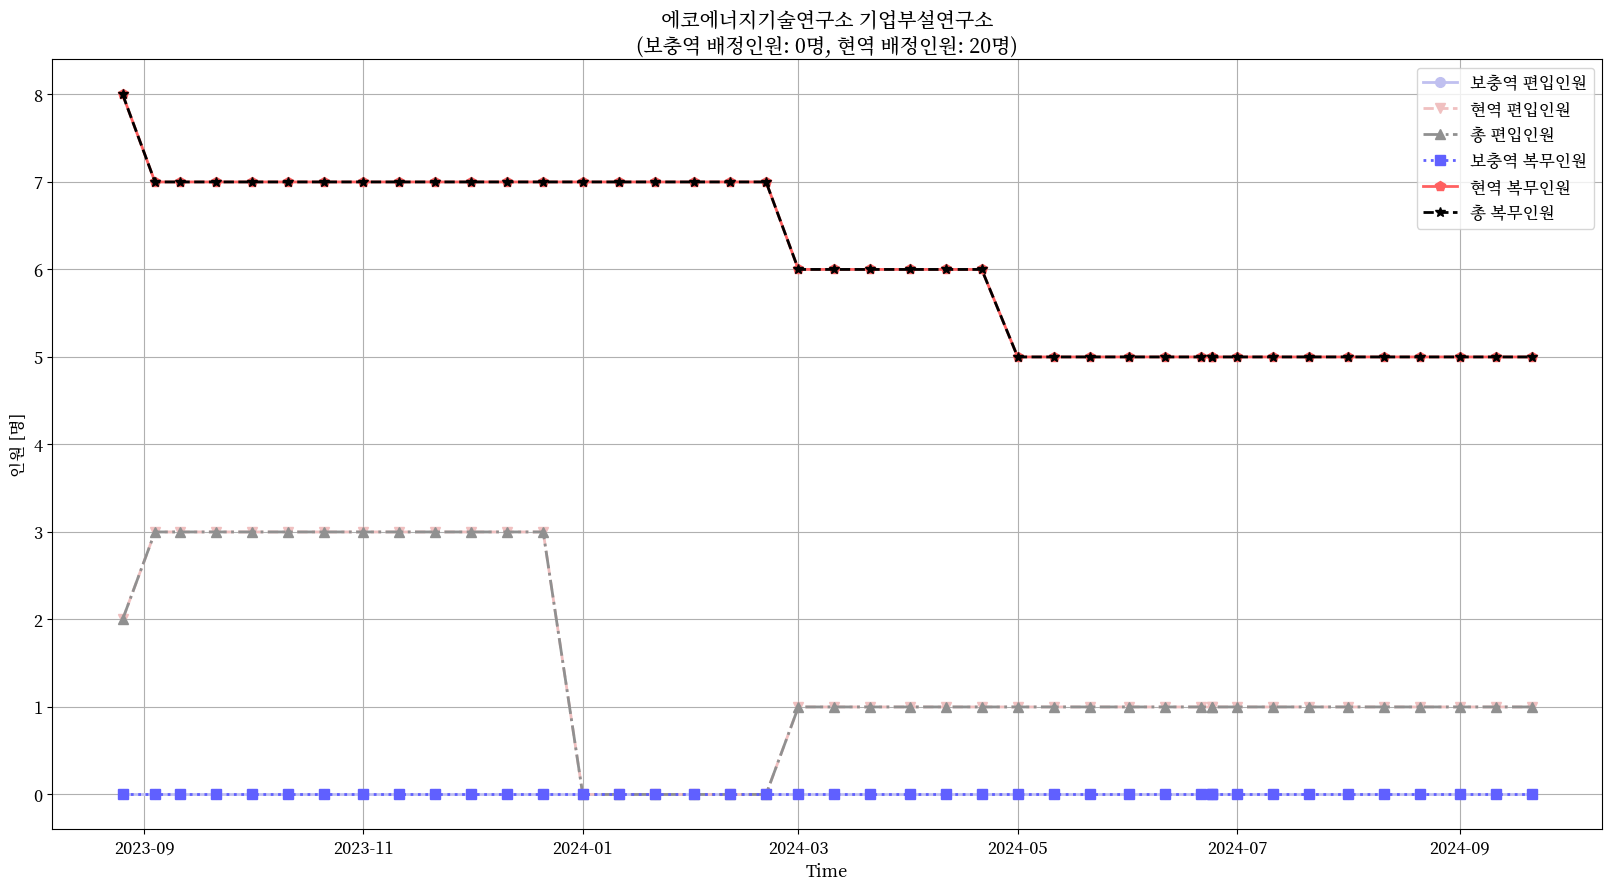 에코에너지기술연구소 기업부설연구소
(보충역 배정인원: 0명, 현역 배정인원: 20명)
보충역 편입인원
현역 편입인원
총 편입인원
보충역 복무인원
현역 복무인원
총 복무인원
인원 [명]
8
7
6
5
4
3
2
1
0
2023-09
2023-11
2024-01
2024-03
2024-05
2024-07
2024-09
Time